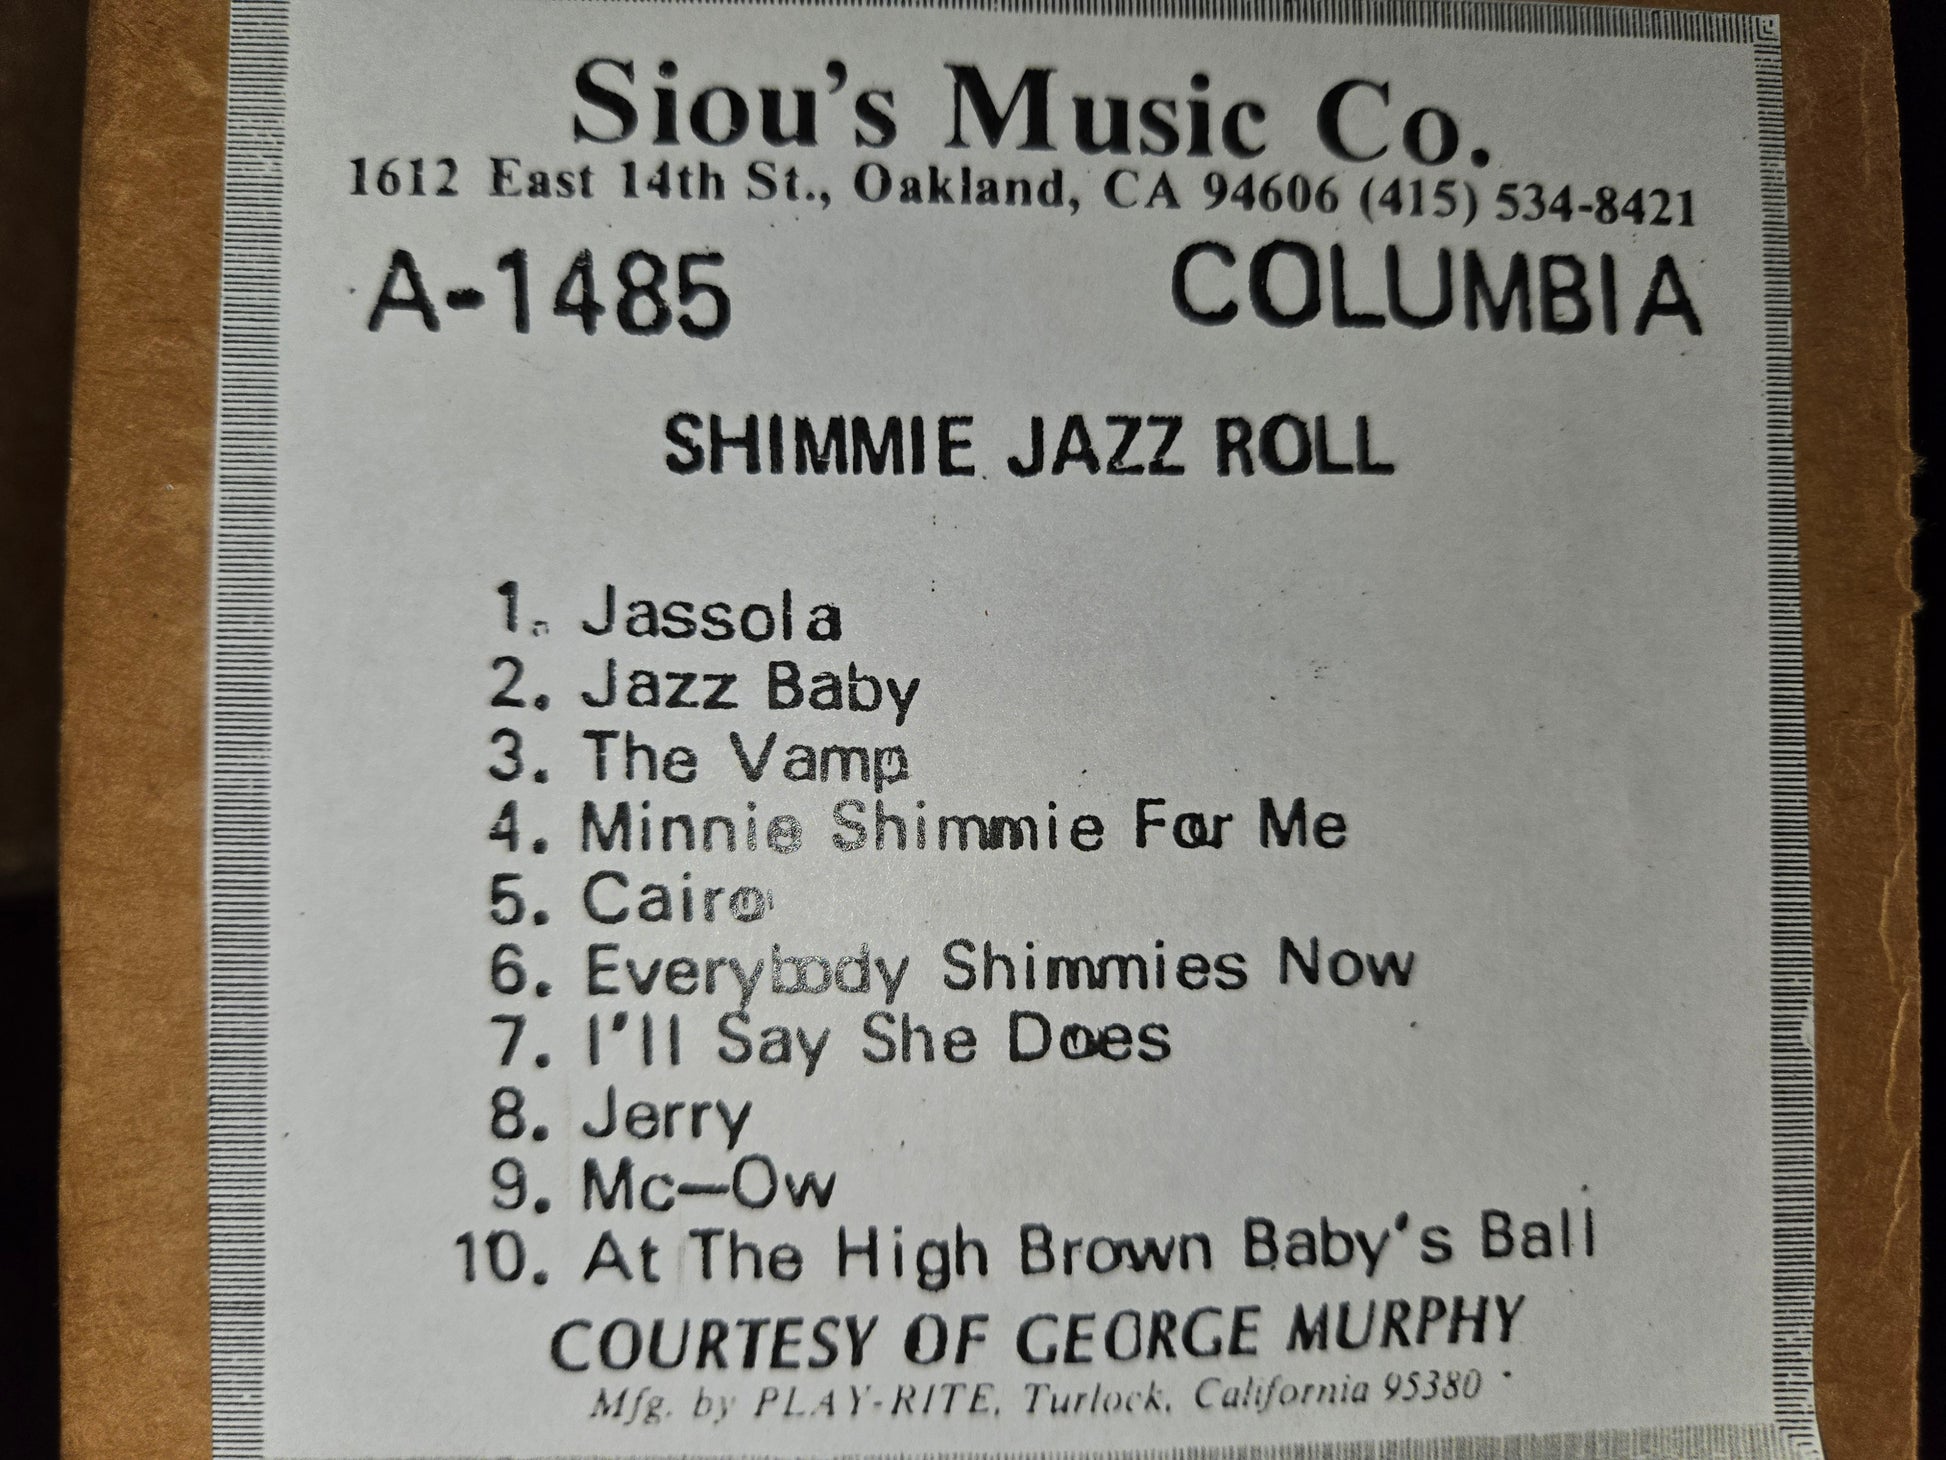 Siou's Music Co.
1612 East 14th St., Oakland, CA 94606 (415) 534-8421
A-1485 COLUMBIA
SHIMMIE JAZZ ROLL
1. Jassola
2. Jazz Baby
3. The Vamp
4. Minnie Shimmie For Me
5. Cairo
6. Everybody Shimmies Now
7. I'll Say She Does
8. Jerry
9. Mc-Ow
10. At The High Brown Baby's Ball
COURTESY OF GEORGE MURPHY
Mfg. by PLAY-RITE, Turlock, California 95380